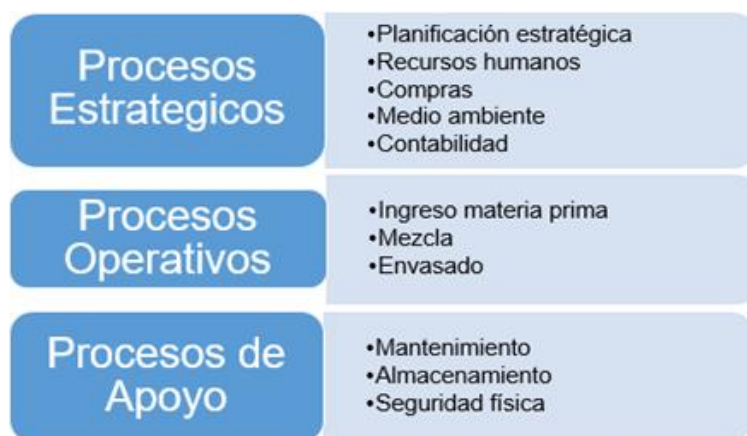 Procesos
Estrategicos
•Planificación estratégica
•Recursos humanos
•Compras
•Medio ambiente
•Contabilidad
Procesos
Operativos
•Ingreso materia prima
•Mezcla
•Envasado
Procesos de
Apoyo
•Mantenimiento
•Almacenamiento
•Seguridad física